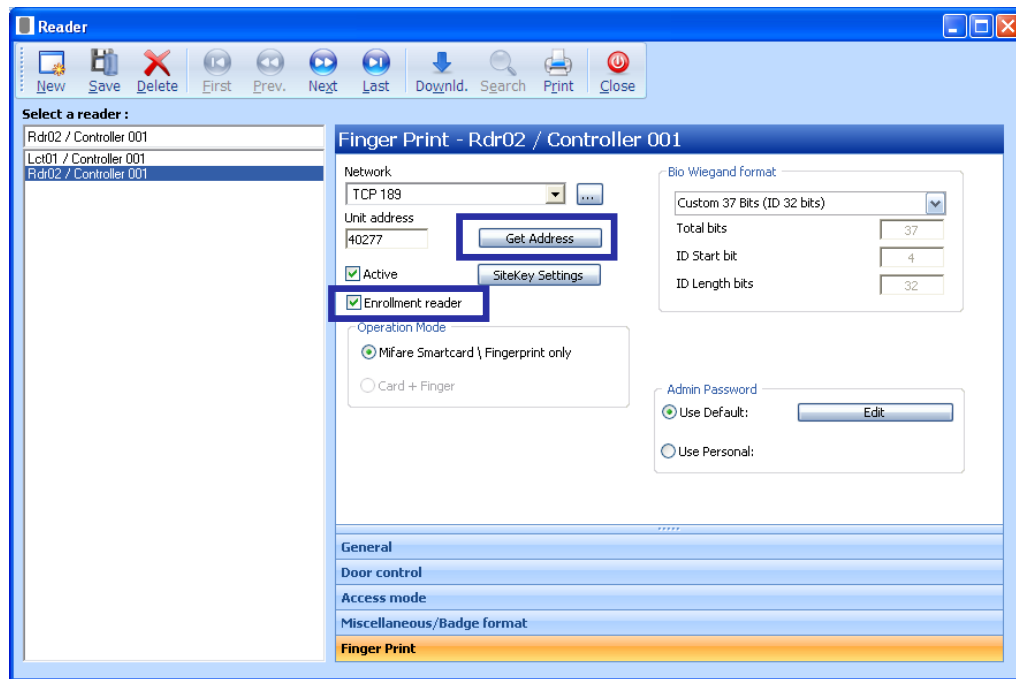 Reader
New Save Delete First Prev. Next Last Downld. Search Print Close
Select a reader :
Rdr02 / Controller 001
Lct01 / Controller 001
Rdr02 / Controller 001
Finger Print - Rdr02 / Controller 001
Network
TCP 189
...
Unit address
40277
Get Address
Active
SiteKey Settings
Enrollment reader
Operation Mode
Mifare Smartcard \ Fingerprint only
Card + Finger
Bio Wiegand format
Custom 37 Bits (ID 32 bits)
Total bits 37
ID Start bit 4
ID Length bits 32
Admin Password
Use Default: Edit
Use Personal:
General
Door control
Access mode
Miscellaneous/Badge format
Finger Print